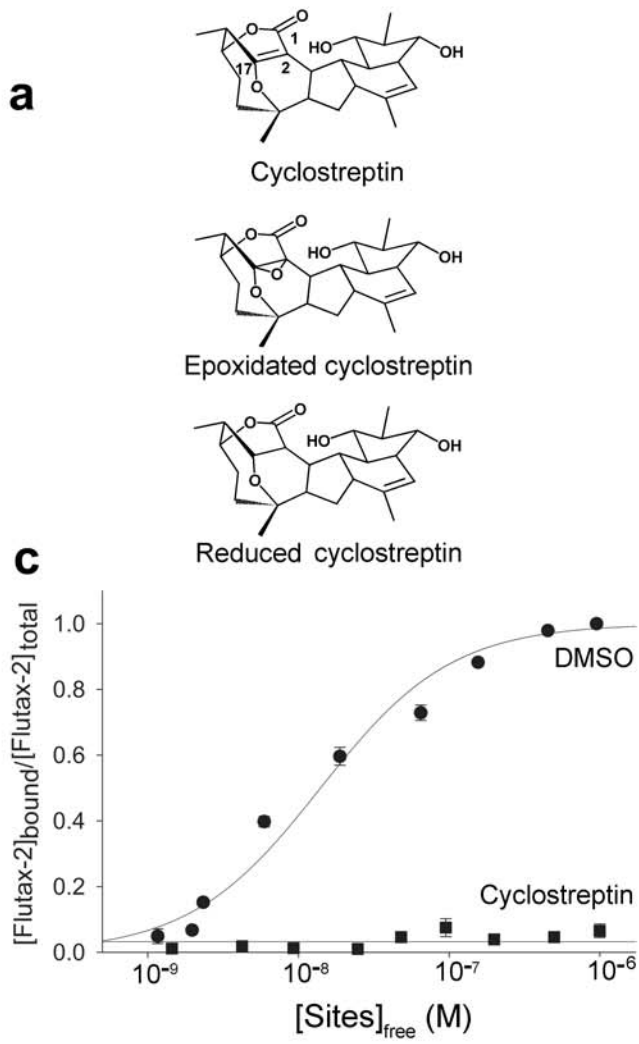 a
O
O
1
2
17
O
HO
OH
Cyclostreptin
O
O
O
O
HO
OH
Epoxidated cyclostreptin
O
O
O
HO
OH
Reduced cyclostreptin
c
[Flutax-2]bound/[Flutax-2]total
1.0
0.8
0.6
0.4
0.2
0.0
DMSO
Cyclostreptin
10⁻⁹ 10⁻⁸ 10⁻⁷ 10⁻⁶
[Sites]free (M)